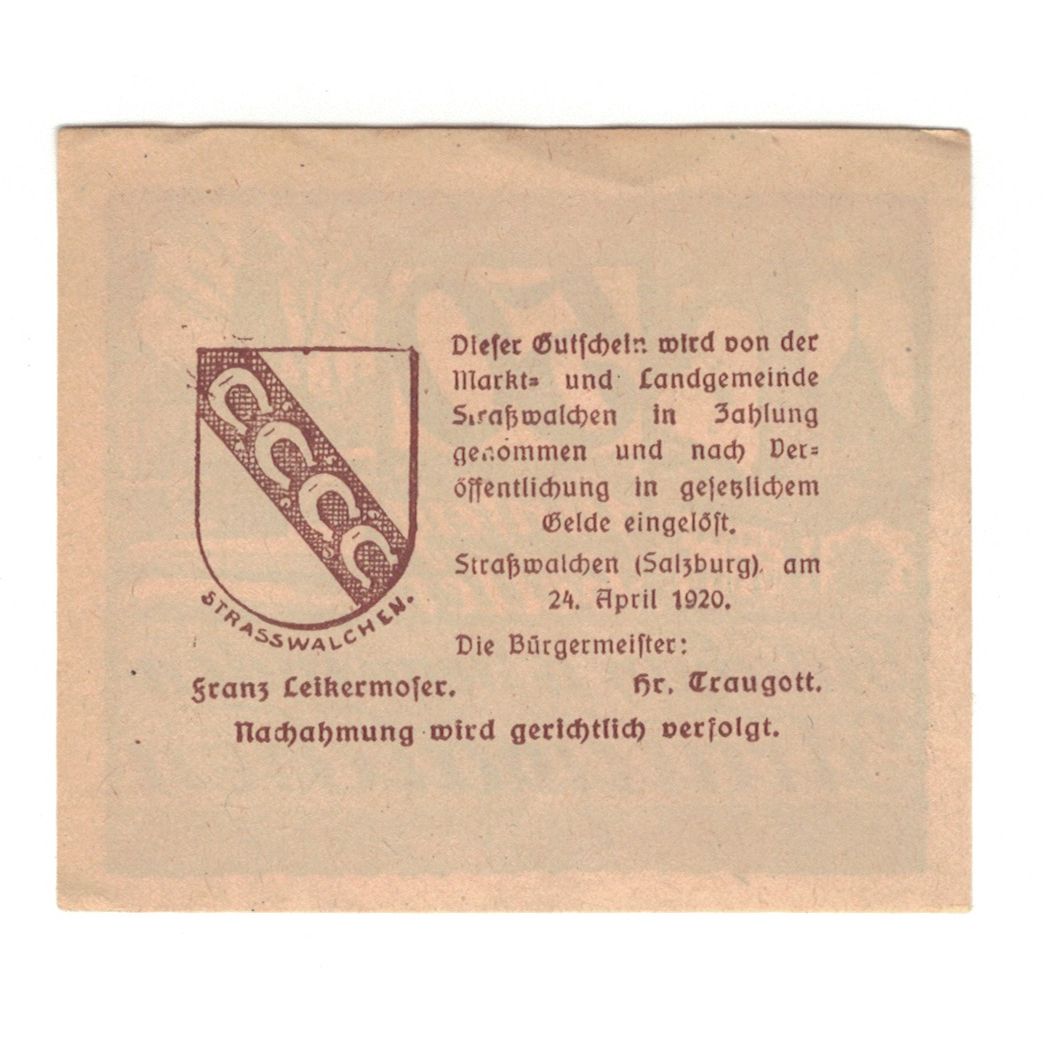 Dieser Gutschein wird von der
Markt= und Landgemeinde
Straßwalchen in Zahlung
genommen und nach Ver=
öffentlichung in gesetzlichem
Gelde eingelöst.
Straßwalchen (Salzburg), am
24. April 1920.
Die Bürgermeister:
Franz Leikermoser. Hr. Traugott.
Nachahmung wird gerichtlich verfolgt.
STRASSWALCHEN.